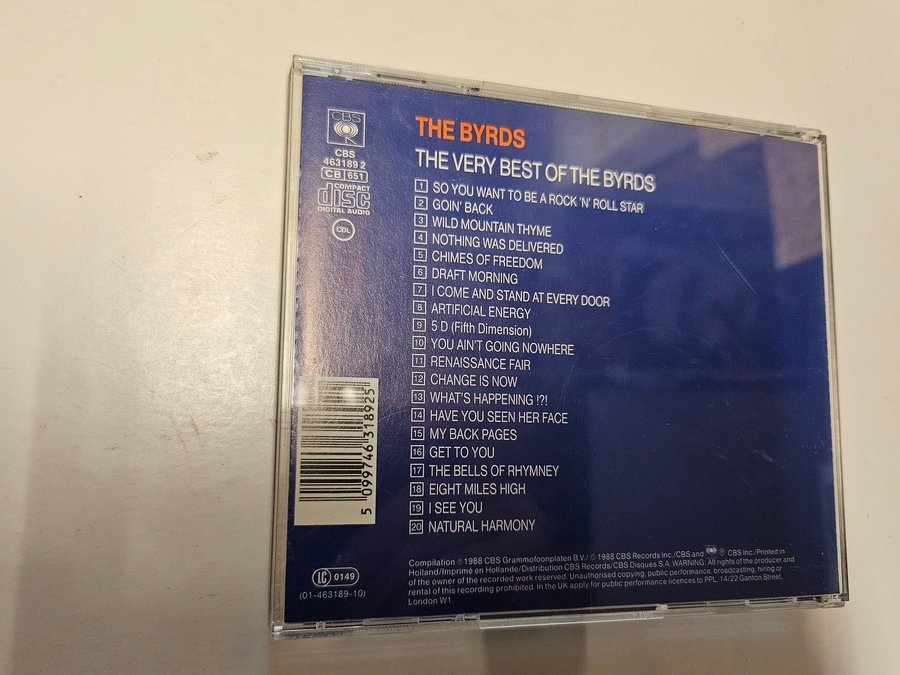 CBS
CBS
463189 2
CB 651
COMPACT
disc
DIGITAL AUDIO
CDL
THE BYRDS
THE VERY BEST OF THE BYRDS
1 SO YOU WANT TO BE A ROCK 'N' ROLL STAR
2 GOIN' BACK
3 WILD MOUNTAIN THYME
4 NOTHING WAS DELIVERED
5 CHIMES OF FREEDOM
6 DRAFT MORNING
7 I COME AND STAND AT EVERY DOOR
8 ARTIFICIAL ENERGY
9 5 D (Fifth Dimension)
10 YOU AIN'T GOING NOWHERE
11 RENAISSANCE FAIR
12 CHANGE IS NOW
13 WHAT'S HAPPENING !?!
14 HAVE YOU SEEN HER FACE
15 MY BACK PAGES
16 GET TO YOU
17 THE BELLS OF RHYMNEY
18 EIGHT MILES HIGH
19 I SEE YOU
20 NATURAL HARMONY
5 099746 318925
LC 0149
(01-463189-10)
Compilation ℗ 1988 CBS Grammofoonplaten B.V./ © 1988 CBS Records Inc./CBS and ® CBS Inc./Printed in
Holland/Imprimé en Hollande/Distribution CBS Records/CBS Disques S.A. WARNING: All rights of the producer and
of the owner of the recorded work reserved. Unauthorised copying, public performance, broadcasting, hiring or
rental of this recording prohibited. In the UK apply for public performance licences to PPL, 14/22 Ganton Street,
London W1.